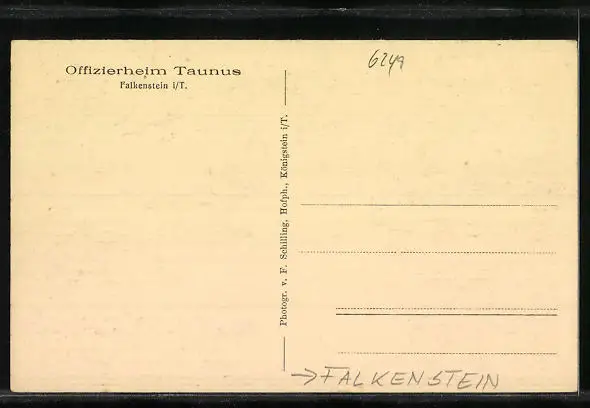 Offizierheim Taunus
Falkenstein i/T.
Photogr. v. F. Schilling, Hofph., Königstein i/T.
6249
→ FALKENSTEIN